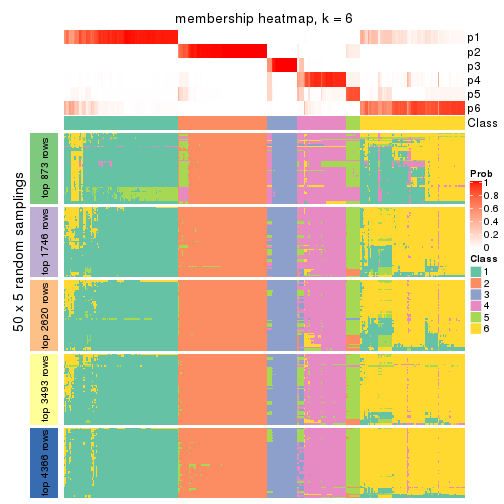 membership heatmap, k = 6
p1
p2
p3
p4
p5
p6
Class
50 x 5 random samplings
top 873 rows
top 1746 rows
top 2620 rows
top 3493 rows
top 4366 rows
Prob
1
0.8
0.6
0.4
0.2
0
Class
1
2
3
4
5
6